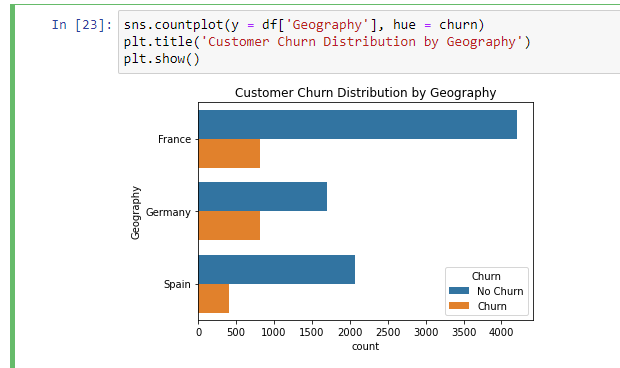 In [23]: sns.countplot(y = df['Geography'], hue = churn)
plt.title('Customer Churn Distribution by Geography')
plt.show()
Customer Churn Distribution by Geography
Geography
France
Germany
Spain
Churn
No Churn
Churn
0 500 1000 1500 2000 2500 3000 3500 4000
count